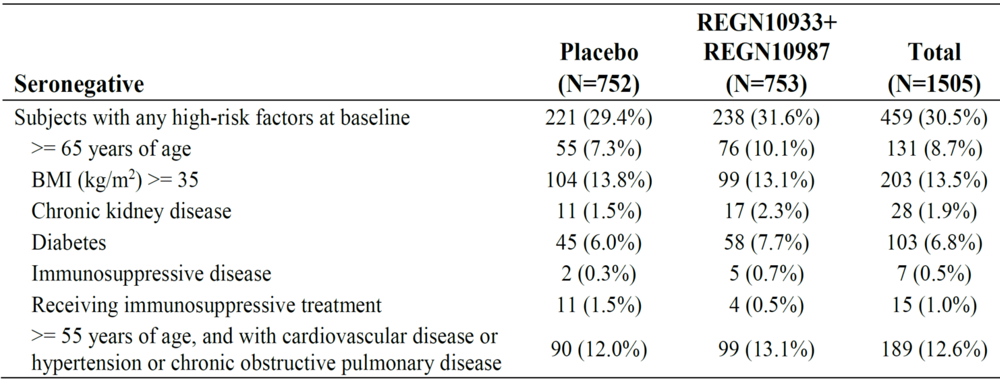 REGN10933+
Placebo REGN10987 Total
Seronegative (N=752) (N=753) (N=1505)
Subjects with any high-risk factors at baseline 221 (29.4%) 238 (31.6%) 459 (30.5%)
>= 65 years of age 55 (7.3%) 76 (10.1%) 131 (8.7%)
BMI (kg/m²) >= 35 104 (13.8%) 99 (13.1%) 203 (13.5%)
Chronic kidney disease 11 (1.5%) 17 (2.3%) 28 (1.9%)
Diabetes 45 (6.0%) 58 (7.7%) 103 (6.8%)
Immunosuppressive disease 2 (0.3%) 5 (0.7%) 7 (0.5%)
Receiving immunosuppressive treatment 11 (1.5%) 4 (0.5%) 15 (1.0%)
>= 55 years of age, and with cardiovascular disease or
hypertension or chronic obstructive pulmonary disease 90 (12.0%) 99 (13.1%) 189 (12.6%)